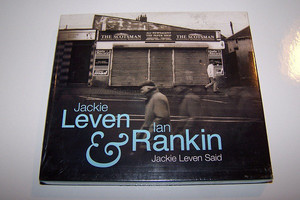 THE SCOTSMAN
THE SCOTSMAN
Jackie
Leven
Ian
& Rankin
Jackie Leven Said